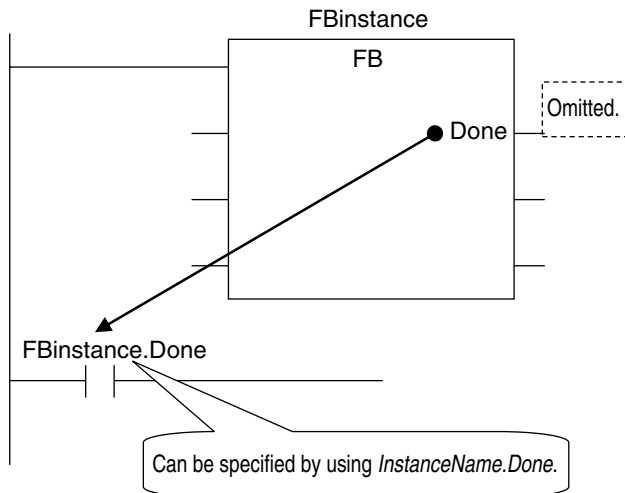 FBinstance
FB
Omitted.
Done
FBinstance.Done
Can be specified by using InstanceName.Done.